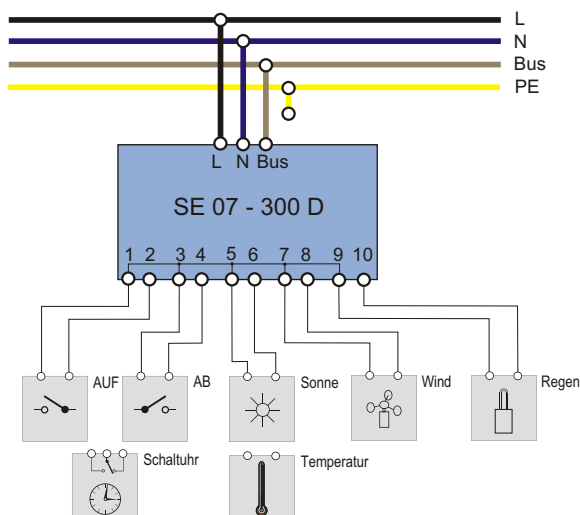 L
N
Bus
PE
L N Bus
SE 07 - 300 D
1 2 3 4 5 6 7 8 9 10
AUF
AB
Sonne
Wind
Regen
Schaltuhr
Temperatur